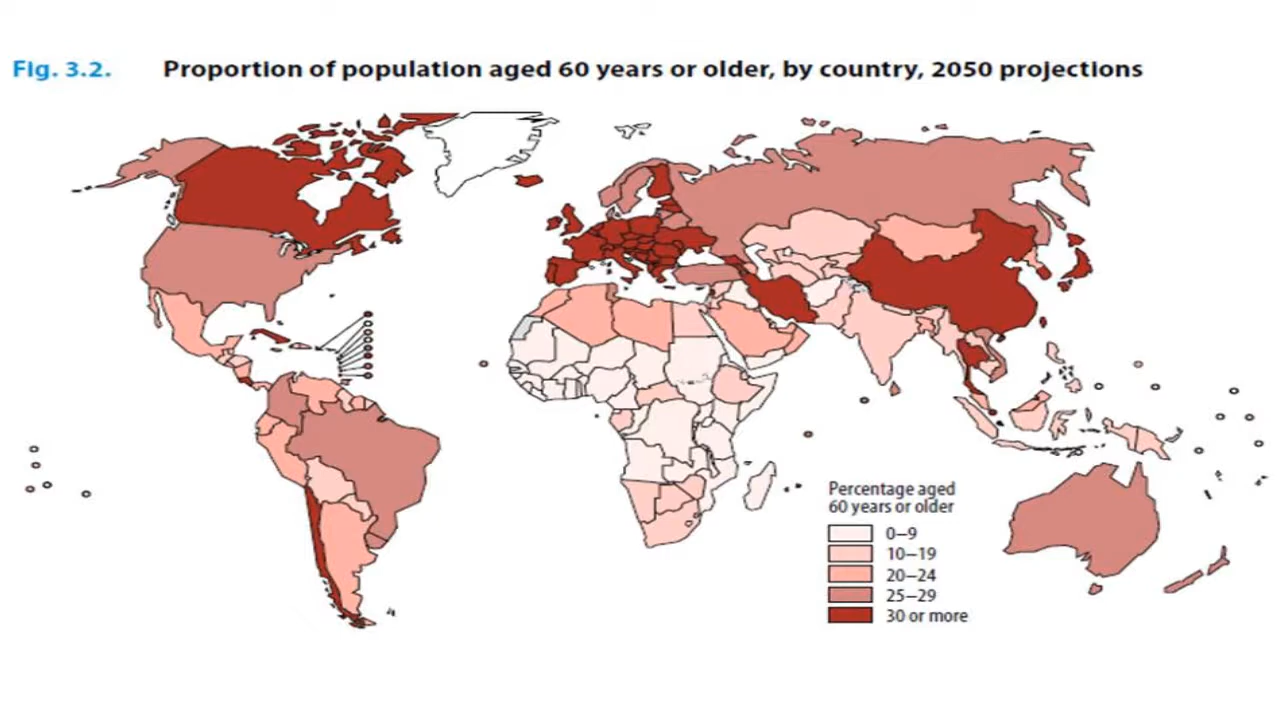 Fig. 3.2. Proportion of population aged 60 years or older, by country, 2050 projections
Percentage aged
60 years or older
0–9
10–19
20–24
25–29
30 or more